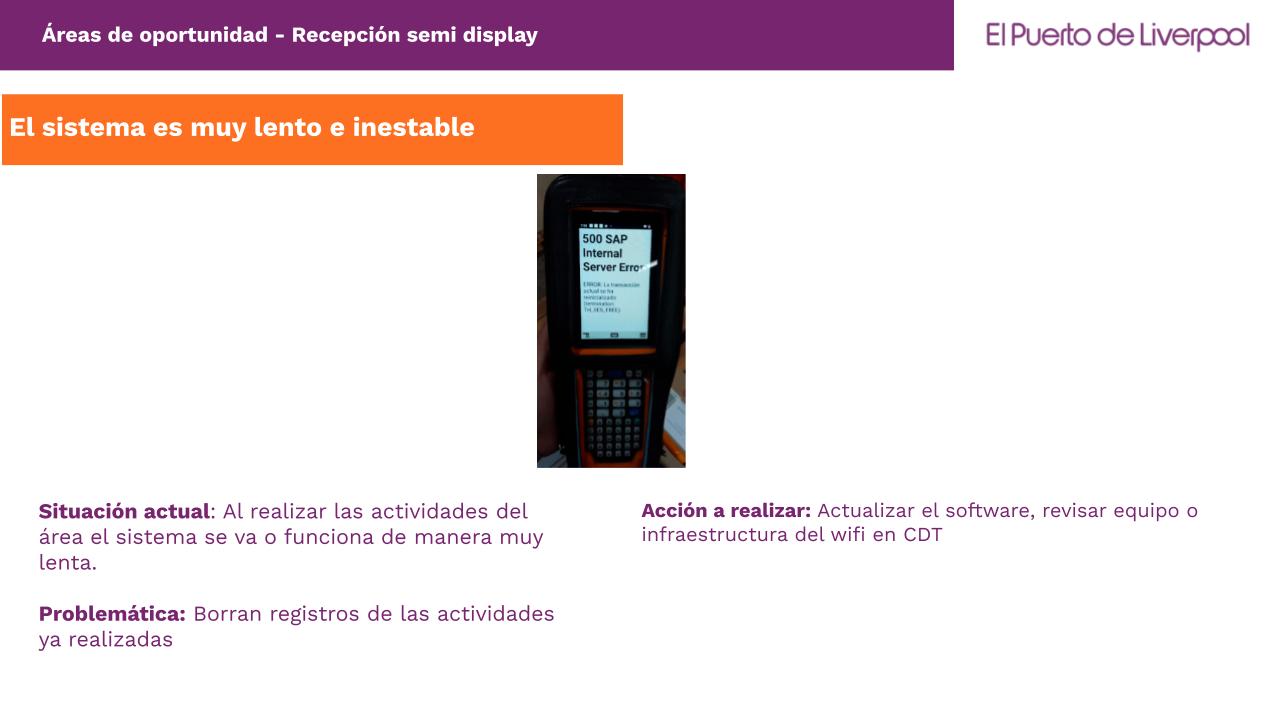 Áreas de oportunidad - Recepción semi display
El Puerto de Liverpool
El sistema es muy lento e inestable
500 SAP
Internal
Server Error
ERROR: La transacción
actual se ha
reinicializado
(termination:
Situación actual: Al realizar las actividades del
área el sistema se va o funciona de manera muy
lenta.
Problemática: Borran registros de las actividades
ya realizadas
Acción a realizar: Actualizar el software, revisar equipo o
infraestructura del wifi en CDT